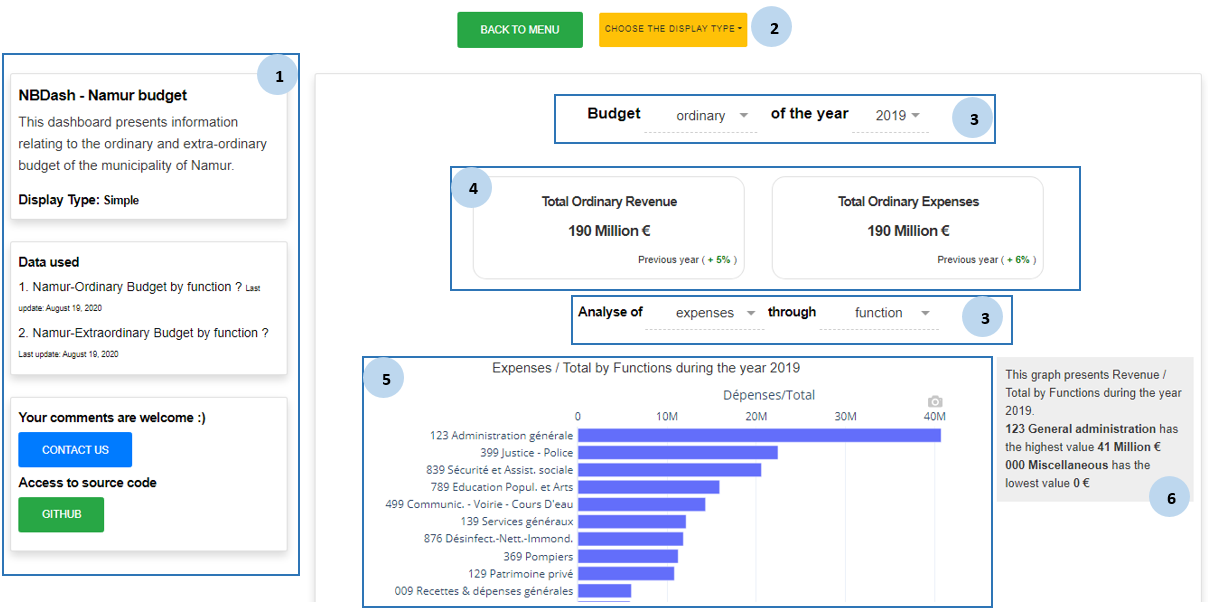 BACK TO MENU
CHOOSE THE DISPLAY TYPE
2
1
NBDash - Namur budget
This dashboard presents information
relating to the ordinary and extra-ordinary
budget of the municipality of Namur.
Display Type: Simple
Data used
1. Namur-Ordinary Budget by function ? Last
update: August 19, 2020
2. Namur-Extraordinary Budget by function ?
Last update: August 19, 2020
Your comments are welcome :)
CONTACT US
Access to source code
GITHUB
Budget ordinary of the year 2019
3
4
Total Ordinary Revenue
190 Million €
Previous year ( + 5% )
Total Ordinary Expenses
190 Million €
Previous year ( + 6% )
Analyse of expenses through function
3
5
Expenses / Total by Functions during the year 2019
Dépenses/Total
0 10M 20M 30M 40M
123 Administration générale
399 Justice - Police
839 Sécurité et Assist. sociale
789 Education Popul. et Arts
499 Communic. - Voirie - Cours D'eau
139 Services généraux
876 Désinfect.-Nett.-Immond.
369 Pompiers
129 Patrimoine privé
009 Recettes & dépenses générales
This graph presents Revenue /
Total by Functions during the year
2019.
123 General administration has
the highest value 41 Million €
000 Miscellaneous has the
lowest value 0 €
6